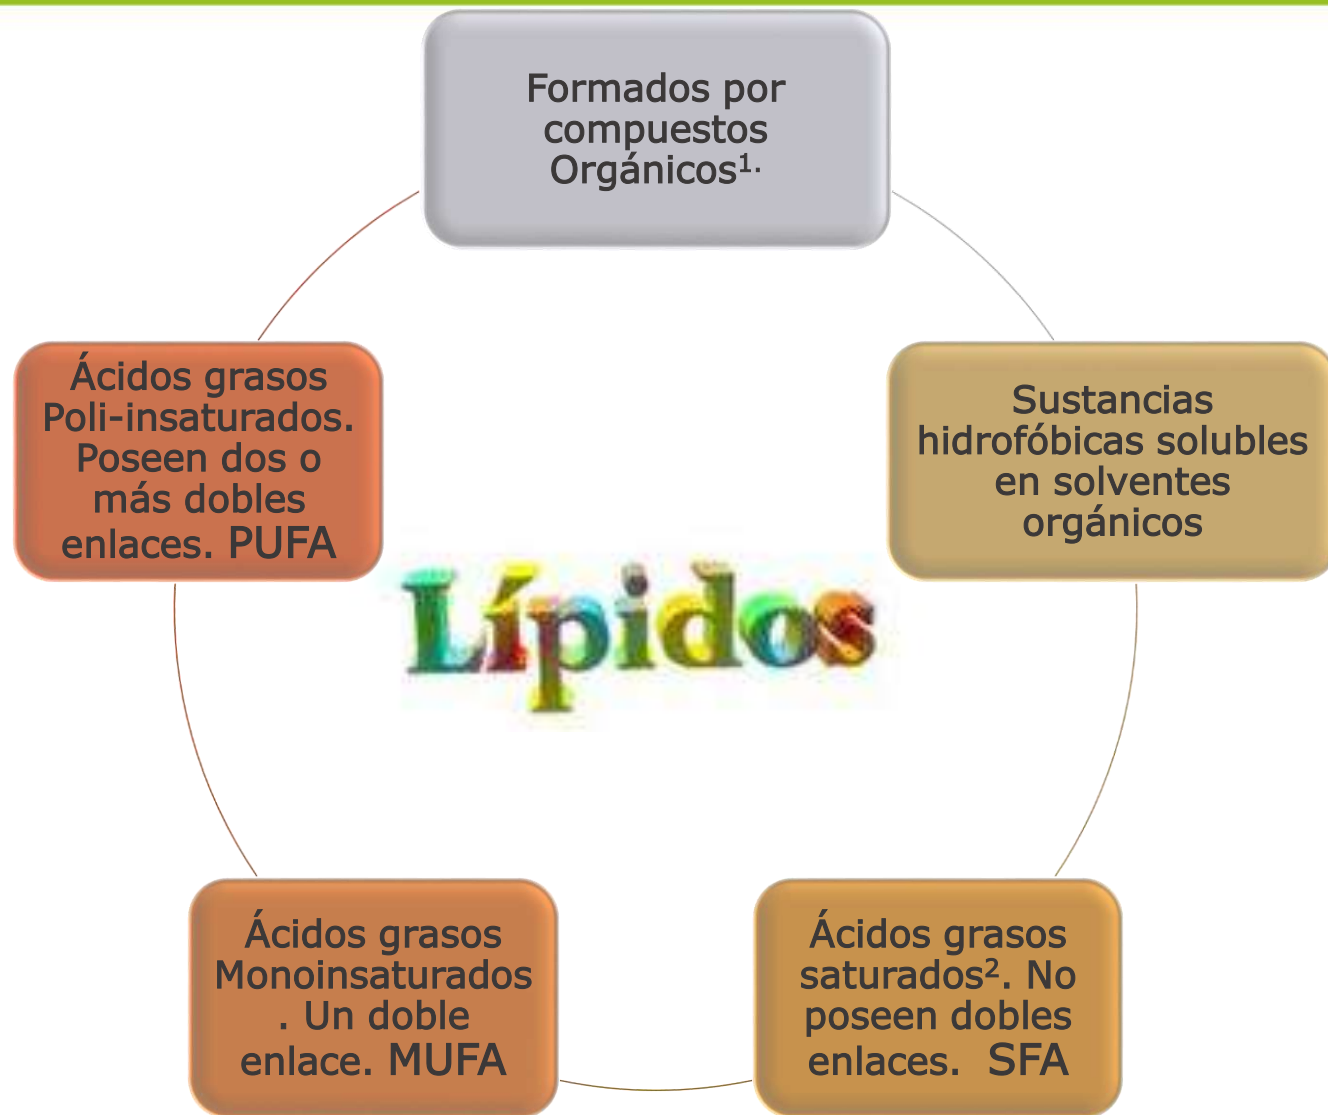 Formados por
compuestos
Orgánicos¹·
Sustancias
hidrofóbicas solubles
en solventes
orgánicos
Ácidos grasos
saturados². No
poseen dobles
enlaces. SFA
Ácidos grasos
Monoinsaturados
. Un doble
enlace. MUFA
Ácidos grasos
Poli-insaturados.
Poseen dos o
más dobles
enlaces. PUFA
Lípidos